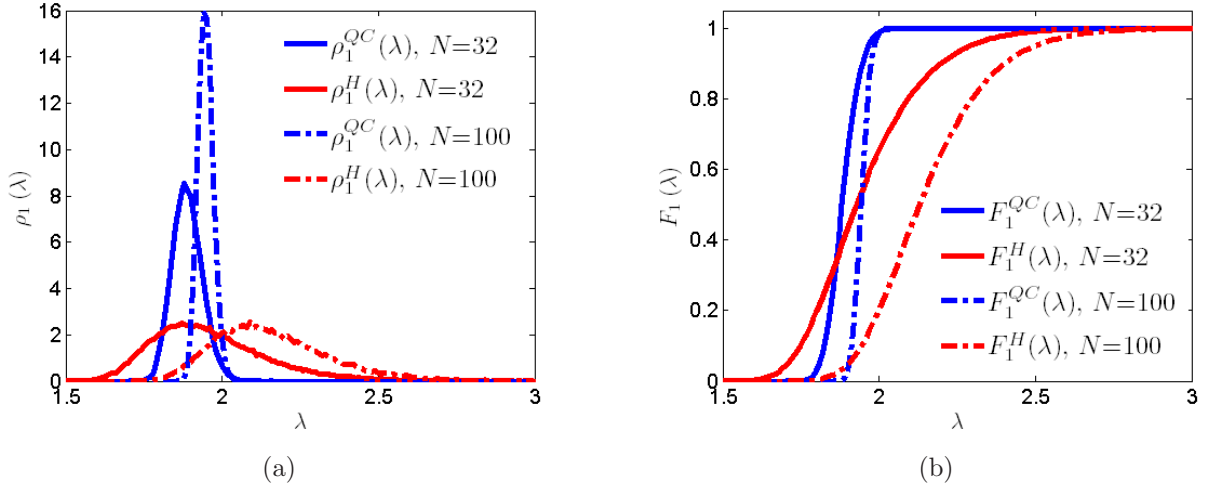 16
14
12
10
8
6
4
2
0
ρ₁ (λ)
1.5
2
2.5
3
λ
ρ₁^{QC}(λ), N=32
ρ₁^{H}(λ), N=32
ρ₁^{QC}(λ), N=100
ρ₁^{H}(λ), N=100
(a)
1
0.8
0.6
0.4
0.2
0
F₁ (λ)
1.5
2
2.5
3
λ
F₁^{QC}(λ), N=32
F₁^{H}(λ), N=32
F₁^{QC}(λ), N=100
F₁^{H}(λ), N=100
(b)